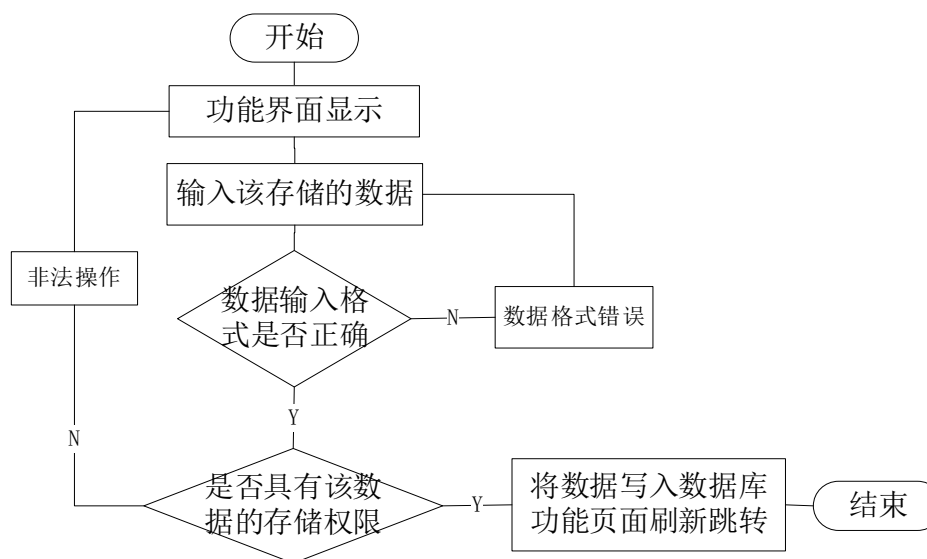 开始
功能界面显示
输入该存储的数据
非法操作
数据输入格
式是否正确
N
数据格式错误
Y
N
是否具有该数
据的存储权限
Y
将数据写入数据库
功能页面刷新跳转
结束